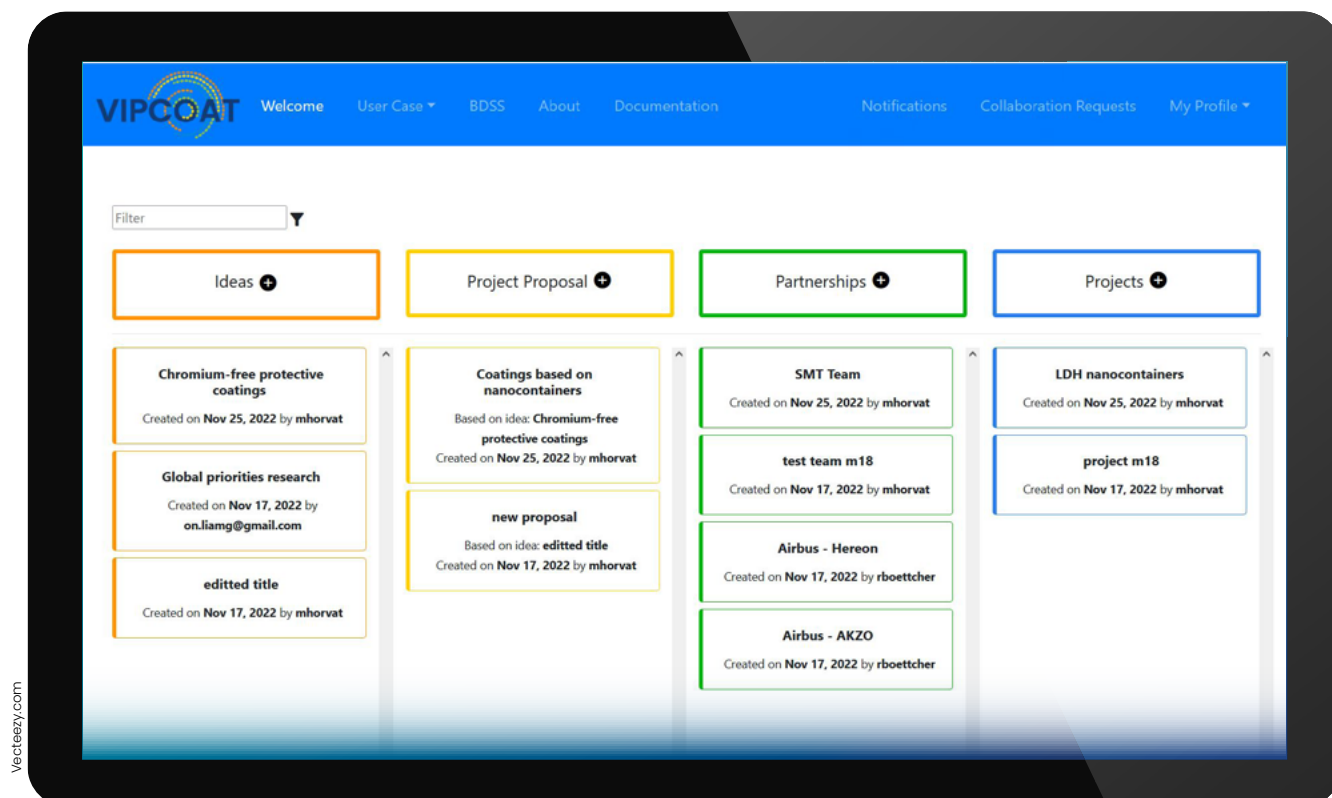 VIPCOAT
Welcome
User Case
BDSS
About
Documentation
Notifications
Collaboration Requests
My Profile
Filter
Ideas
Project Proposal
Partnerships
Projects
Chromium-free protective
coatings
Created on Nov 25, 2022 by mhorvat
Global priorities research
Created on Nov 17, 2022 by
on.liamg@gmail.com
editted title
Created on Nov 17, 2022 by mhorvat
Coatings based on
nanocontainers
Based on idea: Chromium-free
protective coatings
Created on Nov 25, 2022 by mhorvat
new proposal
Based on idea: editted title
Created on Nov 17, 2022 by mhorvat
SMT Team
Created on Nov 25, 2022 by mhorvat
test team m18
Created on Nov 17, 2022 by mhorvat
Airbus - Hereon
Created on Nov 17, 2022 by rboettcher
Airbus - AKZO
Created on Nov 17, 2022 by rboettcher
LDH nanocontainers
Created on Nov 25, 2022 by mhorvat
project m18
Created on Nov 17, 2022 by mhorvat
Vecteezy.com